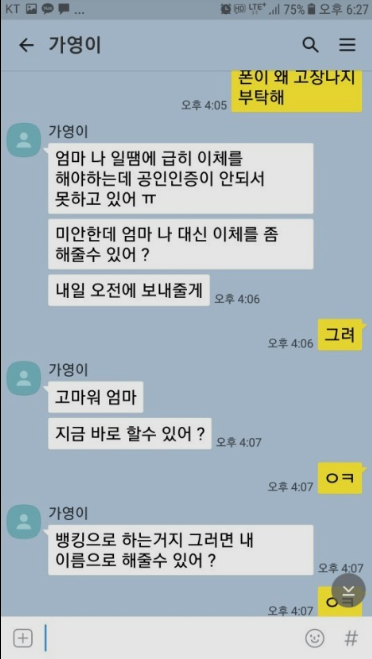 KT ... HD LTE+ 75% 오후 6:27
가영이
폰이 왜 고장나지
부탁해
오후 4:05
가영이
엄마 나 일땜에 급히 이체를
해야하는데 공인인증이 안되서
못하고 있어 ㅠ
미안한데 엄마 나 대신 이체를 좀
해줄수 있어 ?
내일 오전에 보내줄게
오후 4:06
오후 4:06 그려
가영이
고마워 엄마
지금 바로 할수 있어 ?
오후 4:07
오후 4:07 ㅇㅋ
가영이
뱅킹으로 하는거지 그러면 내
이름으로 해줄수 있어 ?
오후 4:07
오후 4:07 ㅇㅋ
#